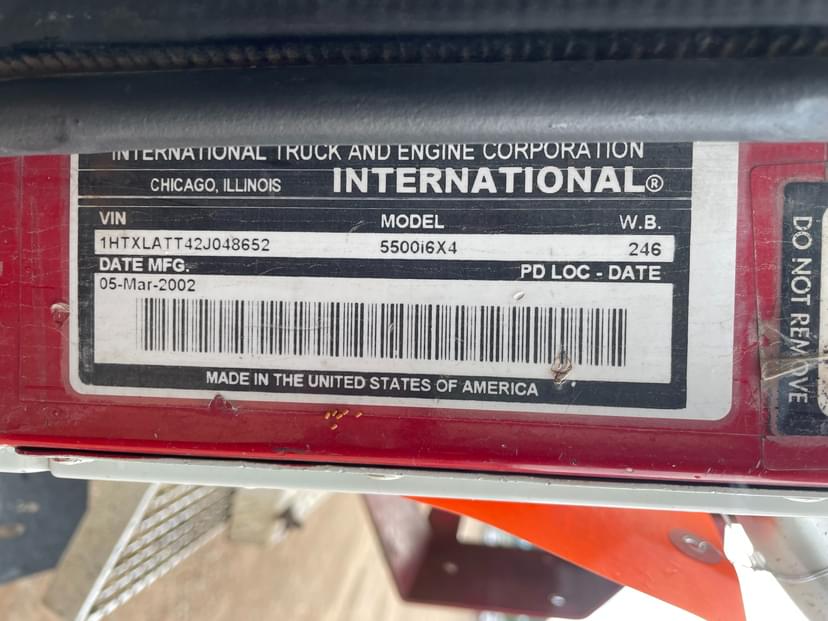 INTERNATIONAL TRUCK AND ENGINE CORPORATION
CHICAGO, ILLINOIS INTERNATIONAL®
VIN MODEL W.B.
1HTXLATT42J048652 5500i6X4 246
DATE MFG. PD LOC - DATE
05-Mar-2002
MADE IN THE UNITED STATES OF AMERICA
DO NOT REMOVE